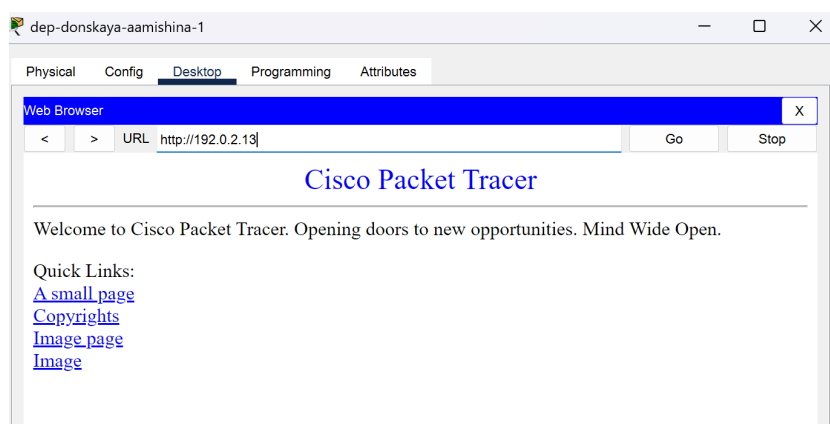 dep-donskaya-aamishina-1
Physical Config Desktop Programming Attributes
Web Browser X
< > URL http://192.0.2.13 Go Stop
Cisco Packet Tracer
Welcome to Cisco Packet Tracer. Opening doors to new opportunities. Mind Wide Open.
Quick Links:
A small page
Copyrights
Image page
Image